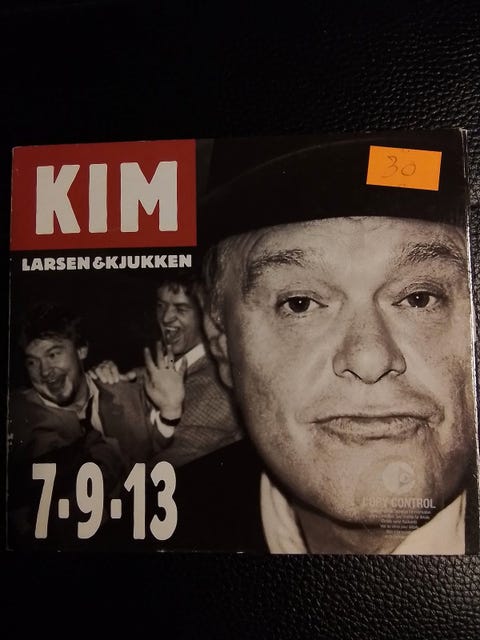 KIM
LARSEN & KJUKKEN
30
7-9-13
COPY CONTROL